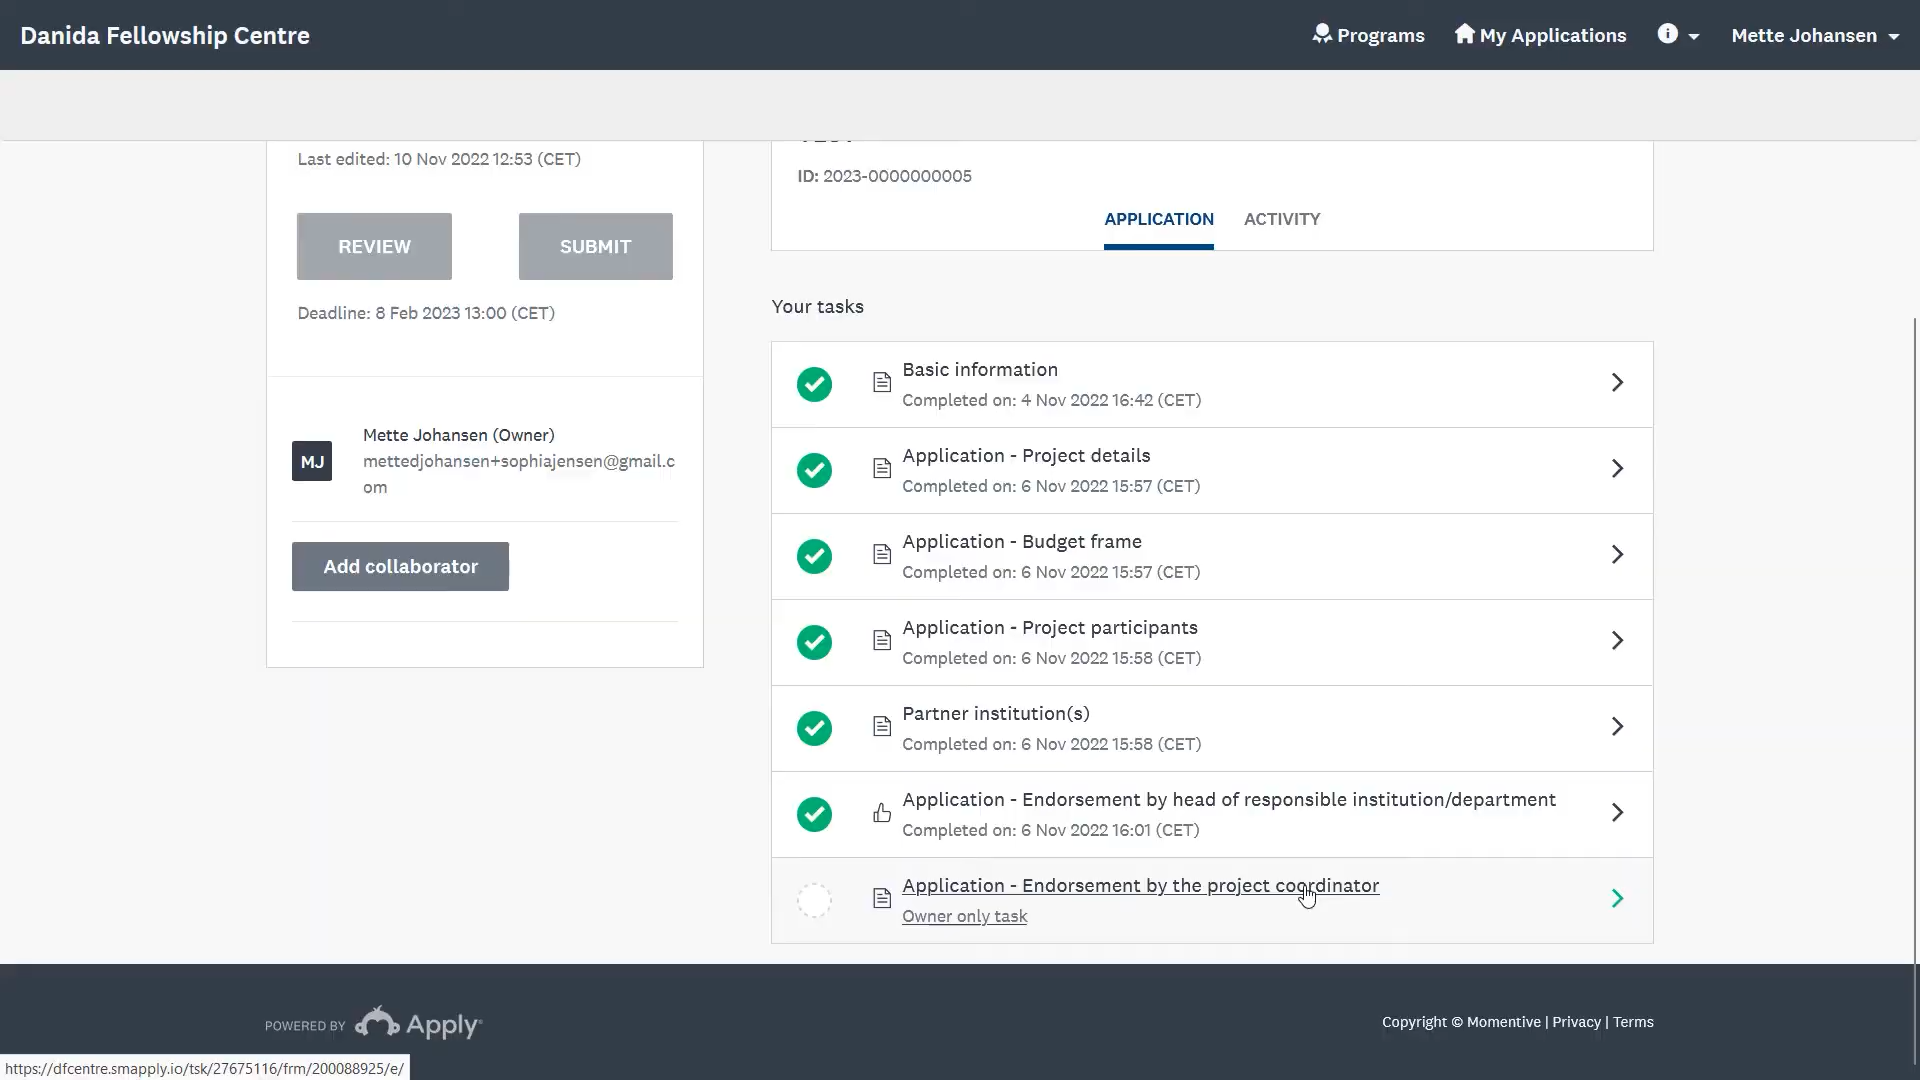 Danida Fellowship Centre
Programs
My Applications
Mette Johansen
Last edited: 10 Nov 2022 12:53 (CET)
REVIEW
SUBMIT
Deadline: 8 Feb 2023 13:00 (CET)
MJ
Mette Johansen (Owner)
mettedjohansen+sophiajensen@gmail.c
om
Add collaborator
ID: 2023-0000000005
APPLICATION
ACTIVITY
Your tasks
Basic information
Completed on: 4 Nov 2022 16:42 (CET)
Application - Project details
Completed on: 6 Nov 2022 15:57 (CET)
Application - Budget frame
Completed on: 6 Nov 2022 15:57 (CET)
Application - Project participants
Completed on: 6 Nov 2022 15:58 (CET)
Partner institution(s)
Completed on: 6 Nov 2022 15:58 (CET)
Application - Endorsement by head of responsible institution/department
Completed on: 6 Nov 2022 16:01 (CET)
Application - Endorsement by the project coordinator
Owner only task
POWERED BY Apply
Copyright © Momentive | Privacy | Terms
https://dfcentre.smapply.io/tsk/27675116/frm/200088925/e/